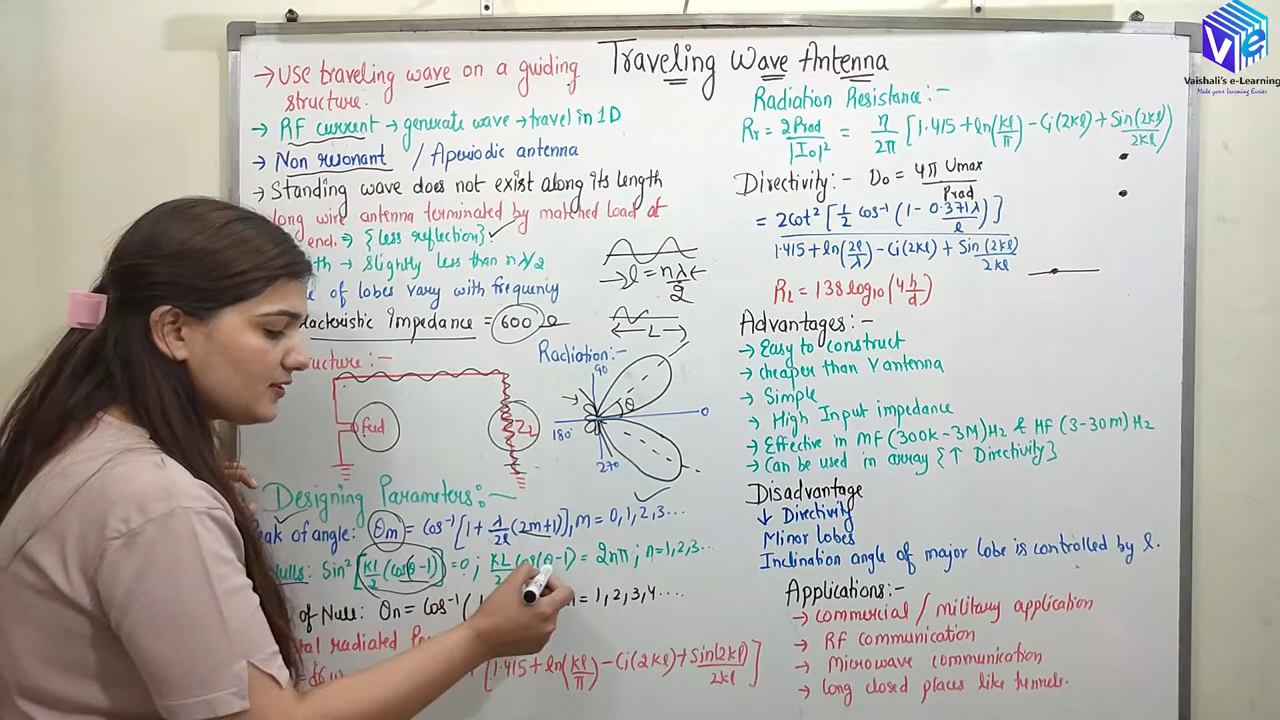 Traveling Wave Antenna
→ Use traveling wave on a guiding
structure.
→ RF current → generate wave → travel in 1D
→ Non resonant / Aperiodic antenna
→ Standing wave does not exist along its length
long wire antenna terminated by matched load at
end. ⇒ {less reflection}. ✓
→ Slightly less than nλ/2
of lobes vary with frequency
Impedance = 600 Ω
→ l = nλ/2
← L →
Feed
ZL
Radiation:-
90
θ
0
180°
270
Designing Parameters:-
of angle: θm = cos⁻¹ [1 + λ/2l (2m+1)], m = 0,1,2,3...
Nulls: Sin² [kl/2 (cosθ-1)] = 0; kl/2 (cosθ-1) = 2nπ; n=1,2,3...
of Null: θn = cos⁻¹ (1 = 1,2,3,4....
radiated
[1.415 + ln(kl/π) - Ci(2kl) + Sin(2kl)/2kl]
Radiation Resistance:-
Rr = 2Prad/|I0|² = η/2π [1.415 + ln(kl/π) - Ci(2kl) + Sin(2kl)/2kl]
Directivity:- D0 = 4π Umax/Prad
= 2cot² [1/2 cos⁻¹ (1 - 0.371λ/l)] / 1.415 + ln(2l/λ) - Ci(2kl) + Sin(2kl)/2kl
RL = 138 log10 (4h/d)
Advantages:-
→ Easy to construct
→ cheaper than V antenna
→ Simple
→ High Input impedance
→ Effective in MF (300k-3M)Hz & HF (3-30m) Hz
→ Can be used in array {↑ Directivity}
Disadvantage
↓ Directivity
Minor lobes
Inclination angle of major lobe is controlled by l.
Applications:-
→ commercial / military application
→ RF communication
→ Microwave communication
→ long closed places like tunnels.
Ve
Vaishali's e-Learning
Make your Learning Easier